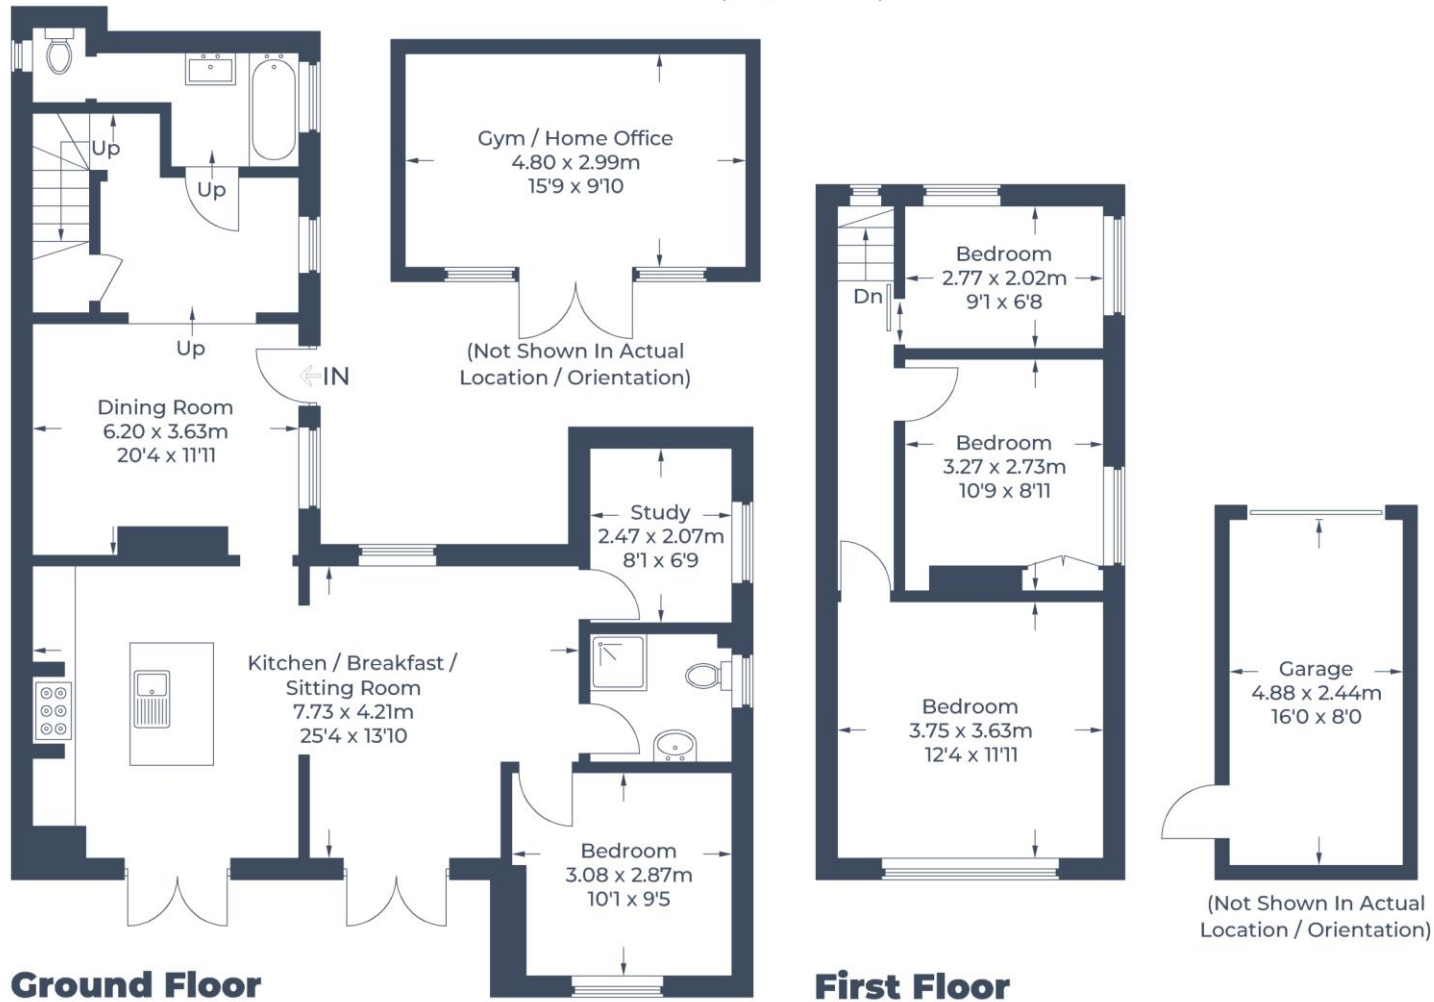 Up
Up
Up
IN
Dining Room
6.20 x 3.63m
20'4 x 11'11
Gym / Home Office
4.80 x 2.99m
15'9 x 9'10
(Not Shown In Actual
Location / Orientation)
Study
2.47 x 2.07m
8'1 x 6'9
Kitchen / Breakfast /
Sitting Room
7.73 x 4.21m
25'4 x 13'10
Bedroom
3.08 x 2.87m
10'1 x 9'5
Ground Floor
Bedroom
2.77 x 2.02m
9'1 x 6'8
Dn
Bedroom
3.27 x 2.73m
10'9 x 8'11
Bedroom
3.75 x 3.63m
12'4 x 11'11
First Floor
Garage
4.88 x 2.44m
16'0 x 8'0
(Not Shown In Actual
Location / Orientation)